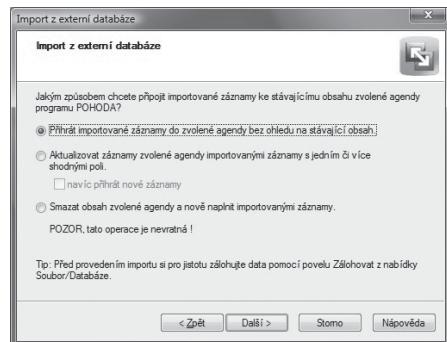 Import z externí databáze
Import z externí databáze
Jakým způsobem chcete připojit importované záznamy ke stávajícímu obsahu zvolené agendy
programu POHODA?
Přihrát importované záznamy do zvolené agendy bez ohledu na stávající obsah.
Aktualizovat záznamy zvolené agendy importovanými záznamy s jedním či více
shodnými poli.
navíc přihrát nové záznamy
Smazat obsah zvolené agendy a nově naplnit importovanými záznamy.
POZOR, tato operace je nevratná !
Tip: Před provedením importu si pro jistotu zálohujte data pomocí povelu Zálohovat z nabídky
Soubor/Databáze.
< Zpět Další > Storno Nápověda